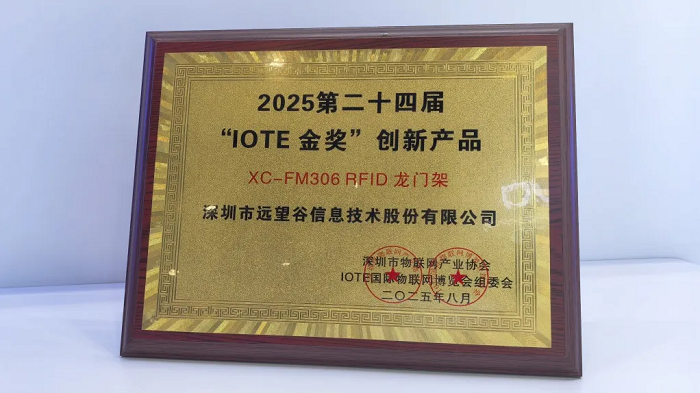 2025第二十四届
“IOTE 金奖”创新产品
XC-FM306 RFID 龙门架
深圳市远望谷信息技术股份有限公司
深圳市物联网产业协会
IOTE国际物联网博览会组委会
二〇二五年八月